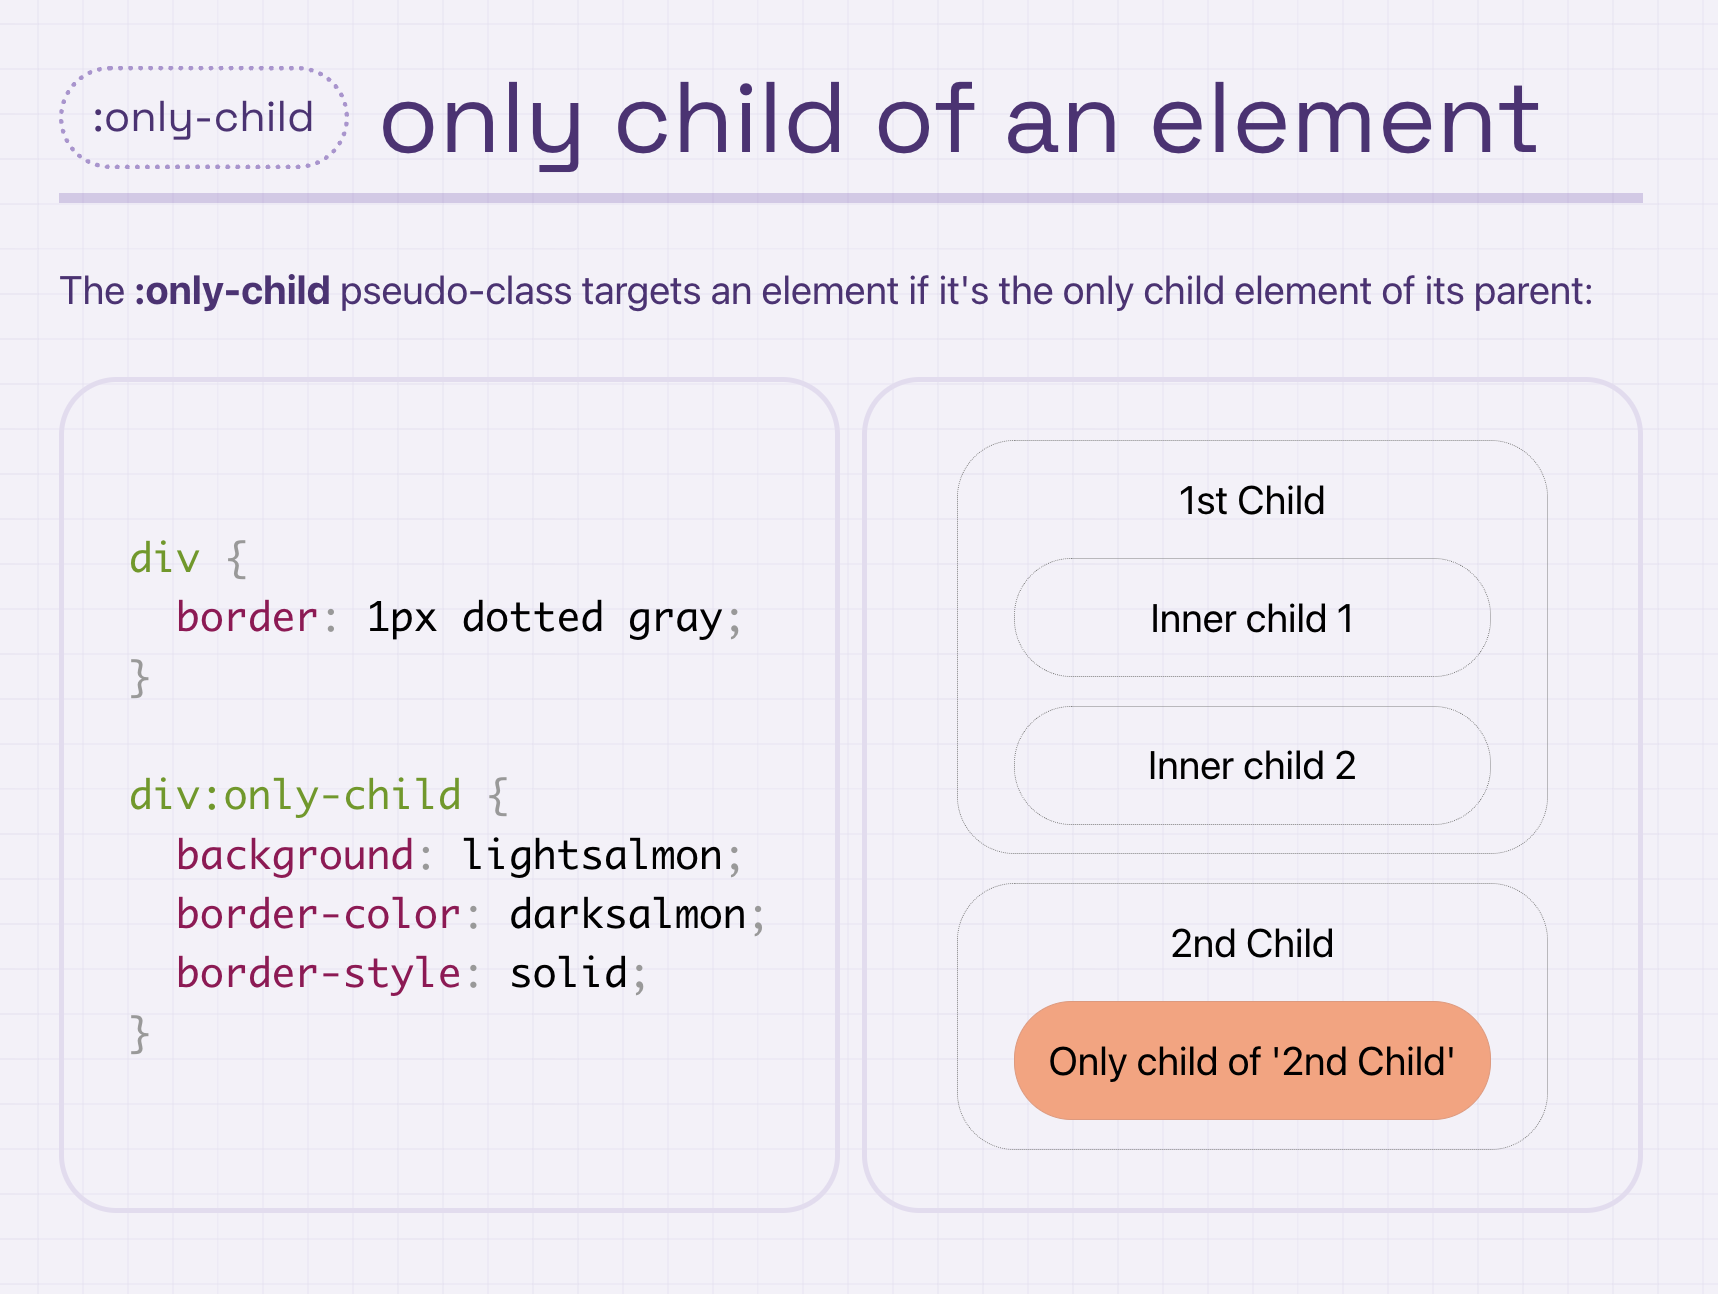 :only-child
only child of an element
The :only-child pseudo-class targets an element if it's the only child element of its parent:
div {
  border: 1px dotted gray;
}
div:only-child {
  background: lightsalmon;
  border-color: darksalmon;
  border-style: solid;
}
1st Child
Inner child 1
Inner child 2
2nd Child
Only child of '2nd Child'